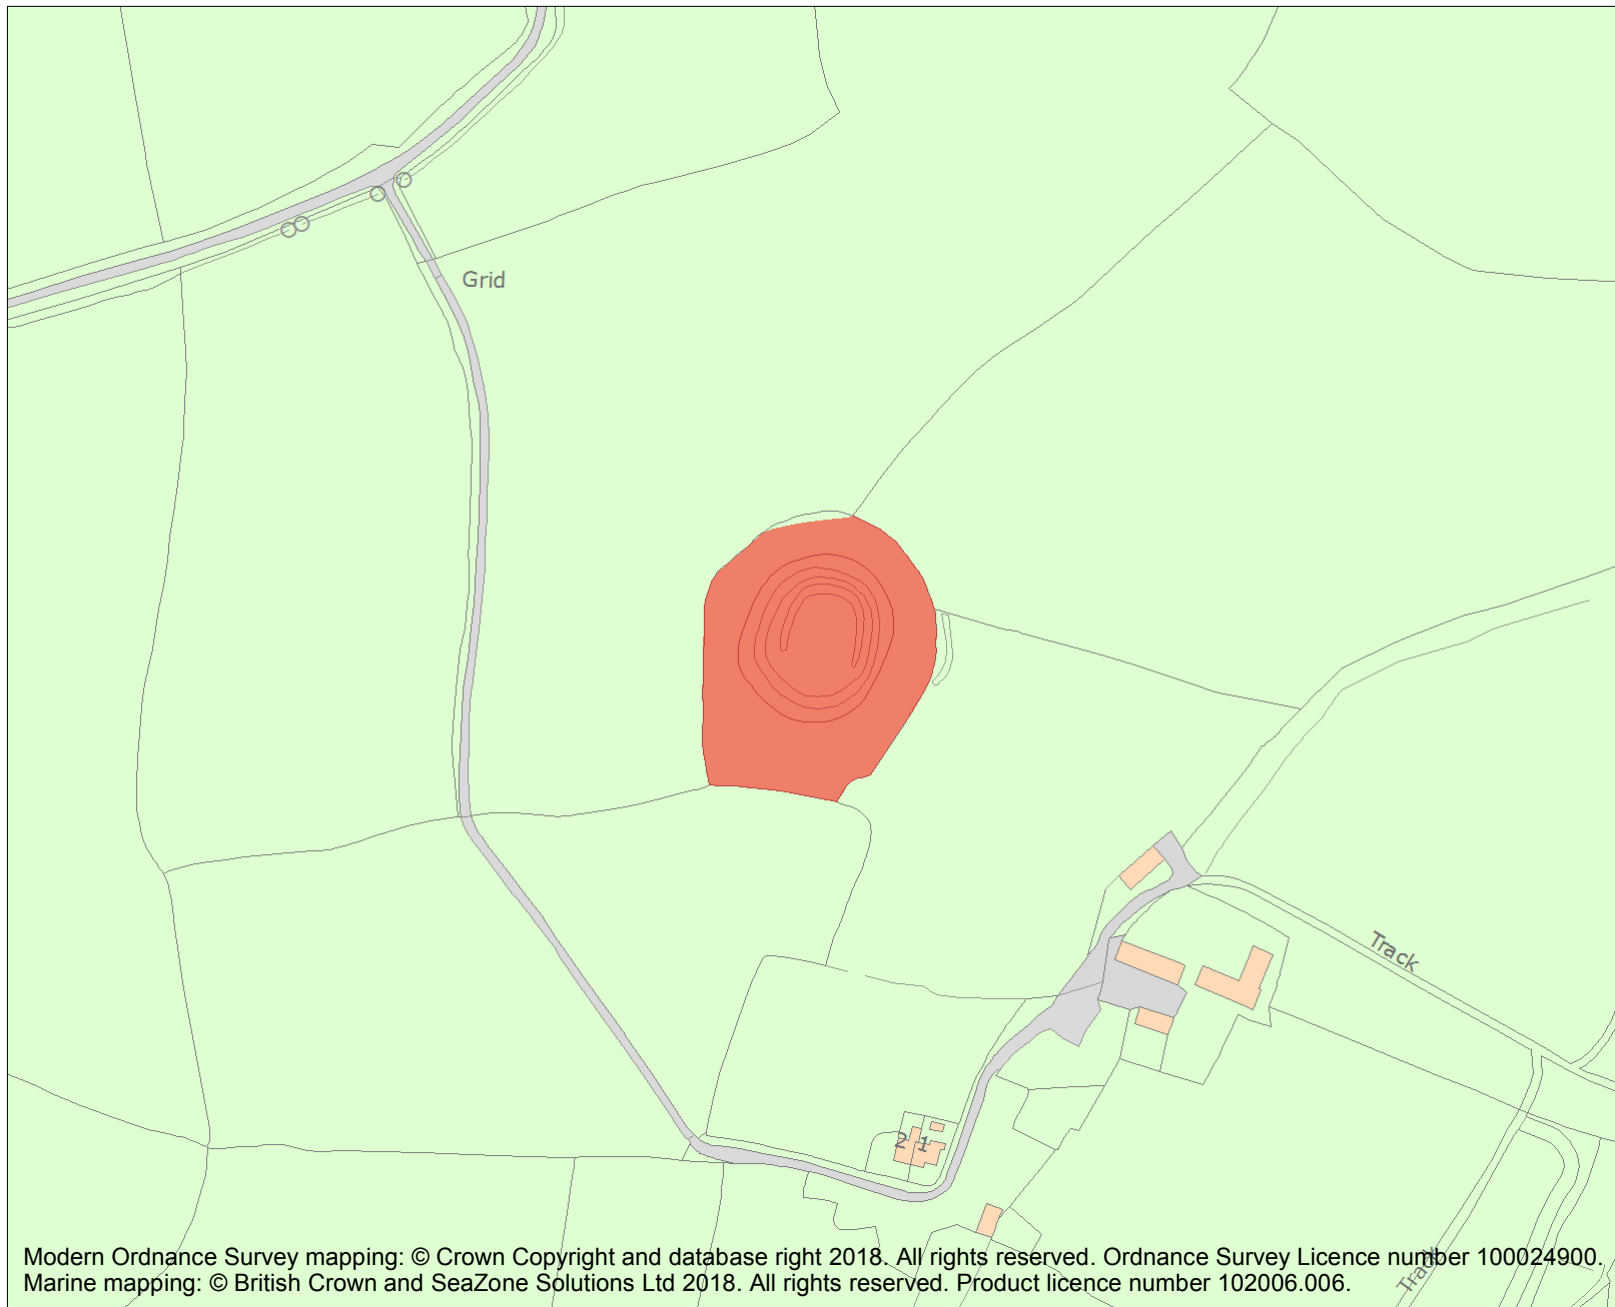 Grid
Track
2 1
Track
Modern Ordnance Survey mapping: © Crown Copyright and database right 2018. All rights reserved. Ordnance Survey Licence number 100024900.
Marine mapping: © British Crown and SeaZone Solutions Ltd 2018. All rights reserved. Product licence number 102006.006.